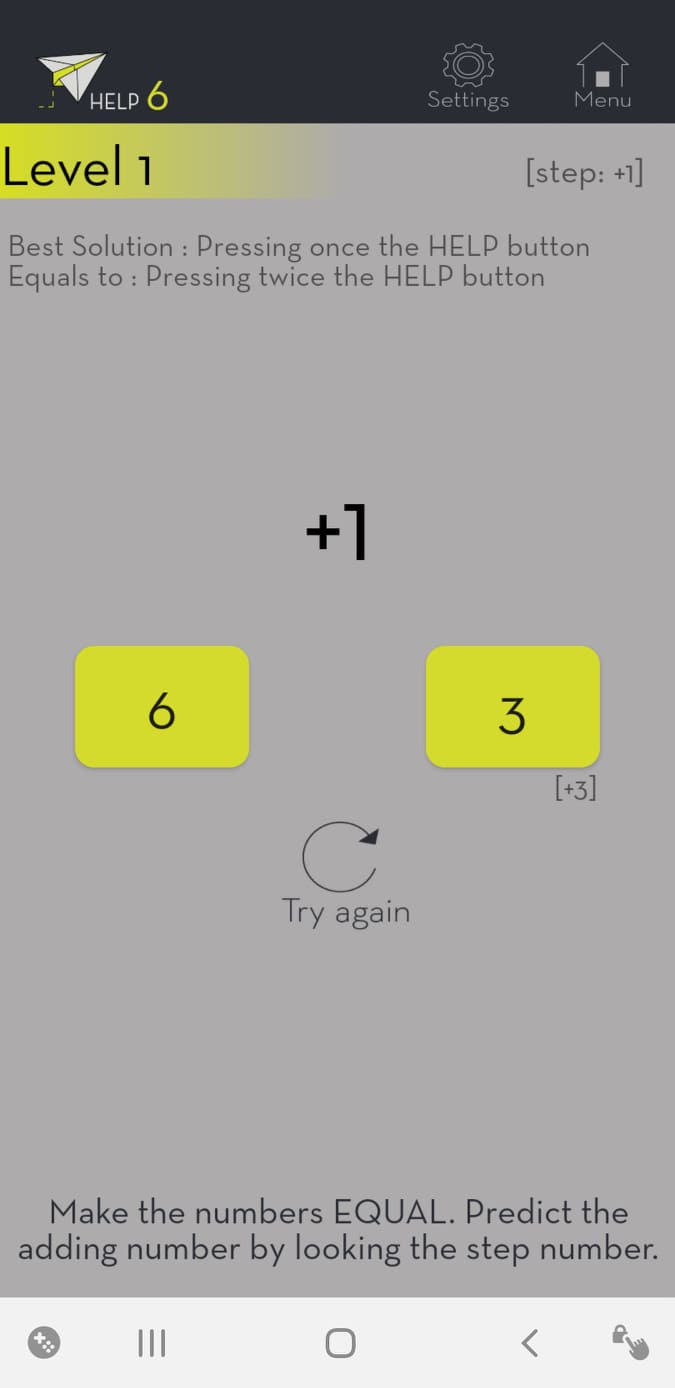 HELP 6
Settings
Menu
Level 1
[step: +1]
Best Solution : Pressing once the HELP button
Equals to : Pressing twice the HELP button
+1
6
3
[+3]
Try again
Make the numbers EQUAL. Predict the
adding number by looking the step number.